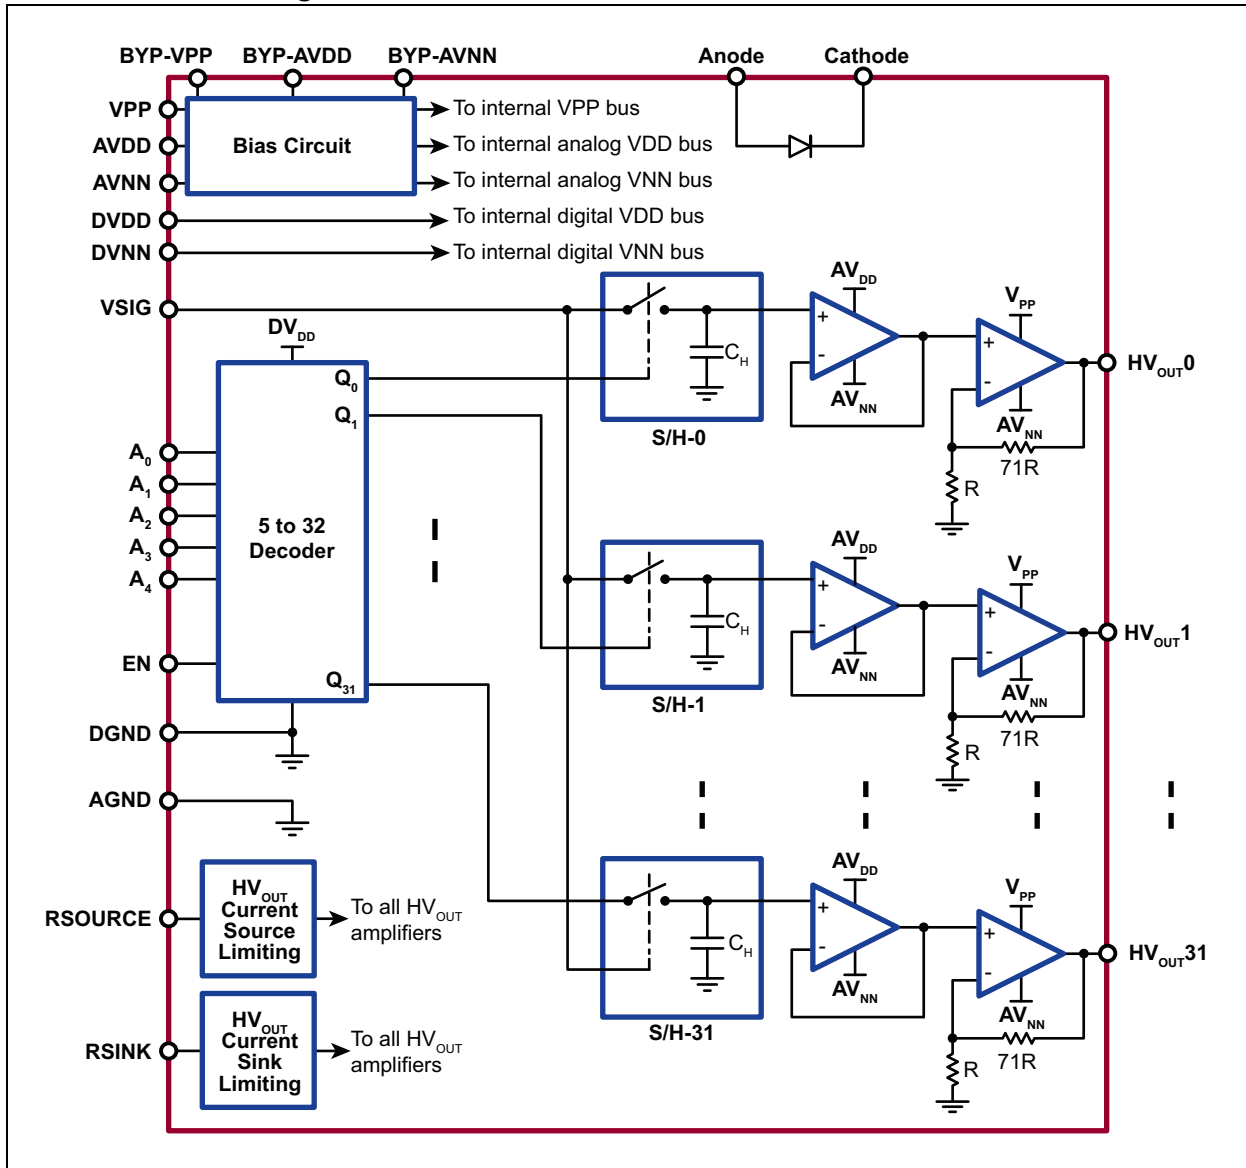 BYP-VPP
BYP-AVDD
BYP-AVNN
Anode
Cathode
VPP
AVDD
AVNN
DVDD
DVNN
VSIG
Bias Circuit
To internal VPP bus
To internal analog VDD bus
To internal analog VNN bus
To internal digital VDD bus
To internal digital VNN bus
DVDD
Q0
Q1
A0
A1
A2
A3
A4
5 to 32
Decoder
EN
Q31
DGND
AGND
RSOURCE
HVOUT
Current
Source
Limiting
To all HVOUT
amplifiers
RSINK
HVOUT
Current
Sink
Limiting
To all HVOUT
amplifiers
CH
S/H-0
AVDD
+
-
AVNN
VPP
+
-
AVNN
71R
R
HVOUT0
CH
S/H-1
AVDD
+
-
AVNN
VPP
+
-
AVNN
71R
R
HVOUT1
CH
S/H-31
AVDD
+
-
AVNN
VPP
+
-
AVNN
71R
R
HVOUT31